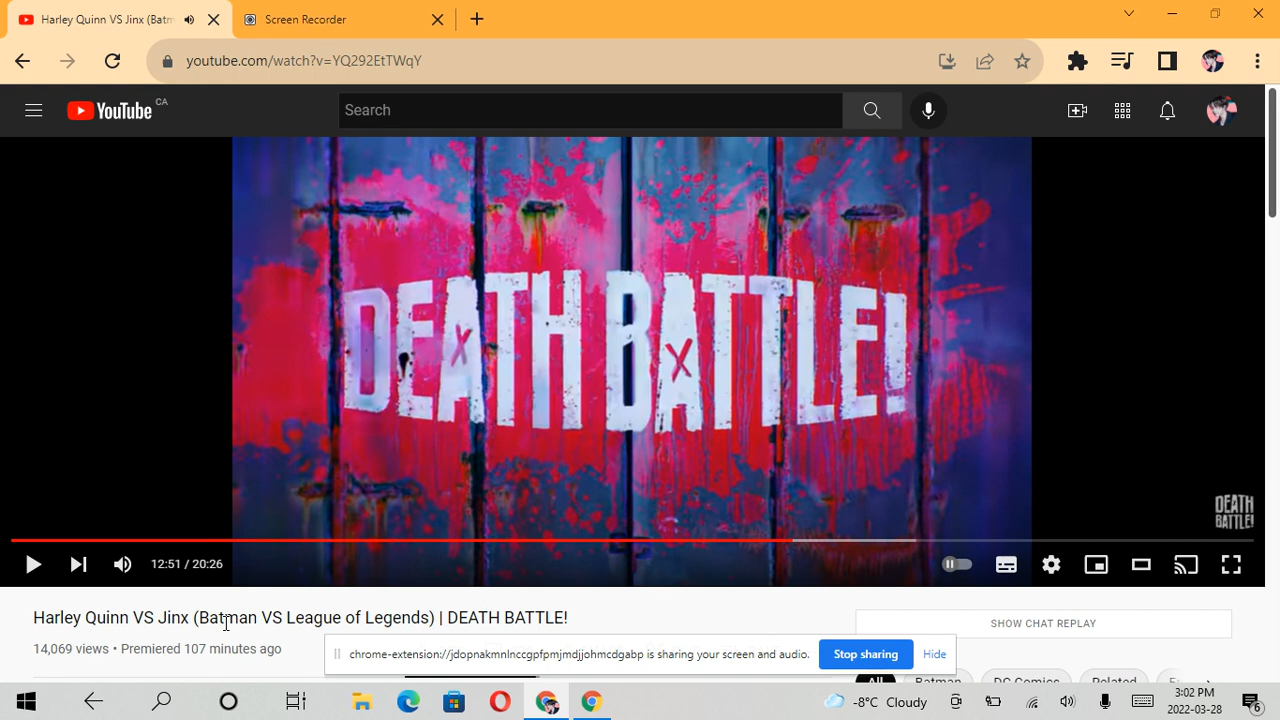 Harley Quinn VS Jinx (Batm
Screen Recorder
youtube.com/watch?v=YQ292EtTWqY
YouTube CA
Search
DEATH BATTLE!
DEATH
BATTLE!
12:51 / 20:26
Harley Quinn VS Jinx (Batman VS League of Legends) | DEATH BATTLE!
14,069 views • Premiered 107 minutes ago
SHOW CHAT REPLAY
chrome-extension://jdopnakmnlnccgpfpmjmdjjohmcdgabp is sharing your screen and audio.
Stop sharing
Hide
All
Batman
DC Comics
Related
-8°C Cloudy
3:02 PM
2022-03-28
6